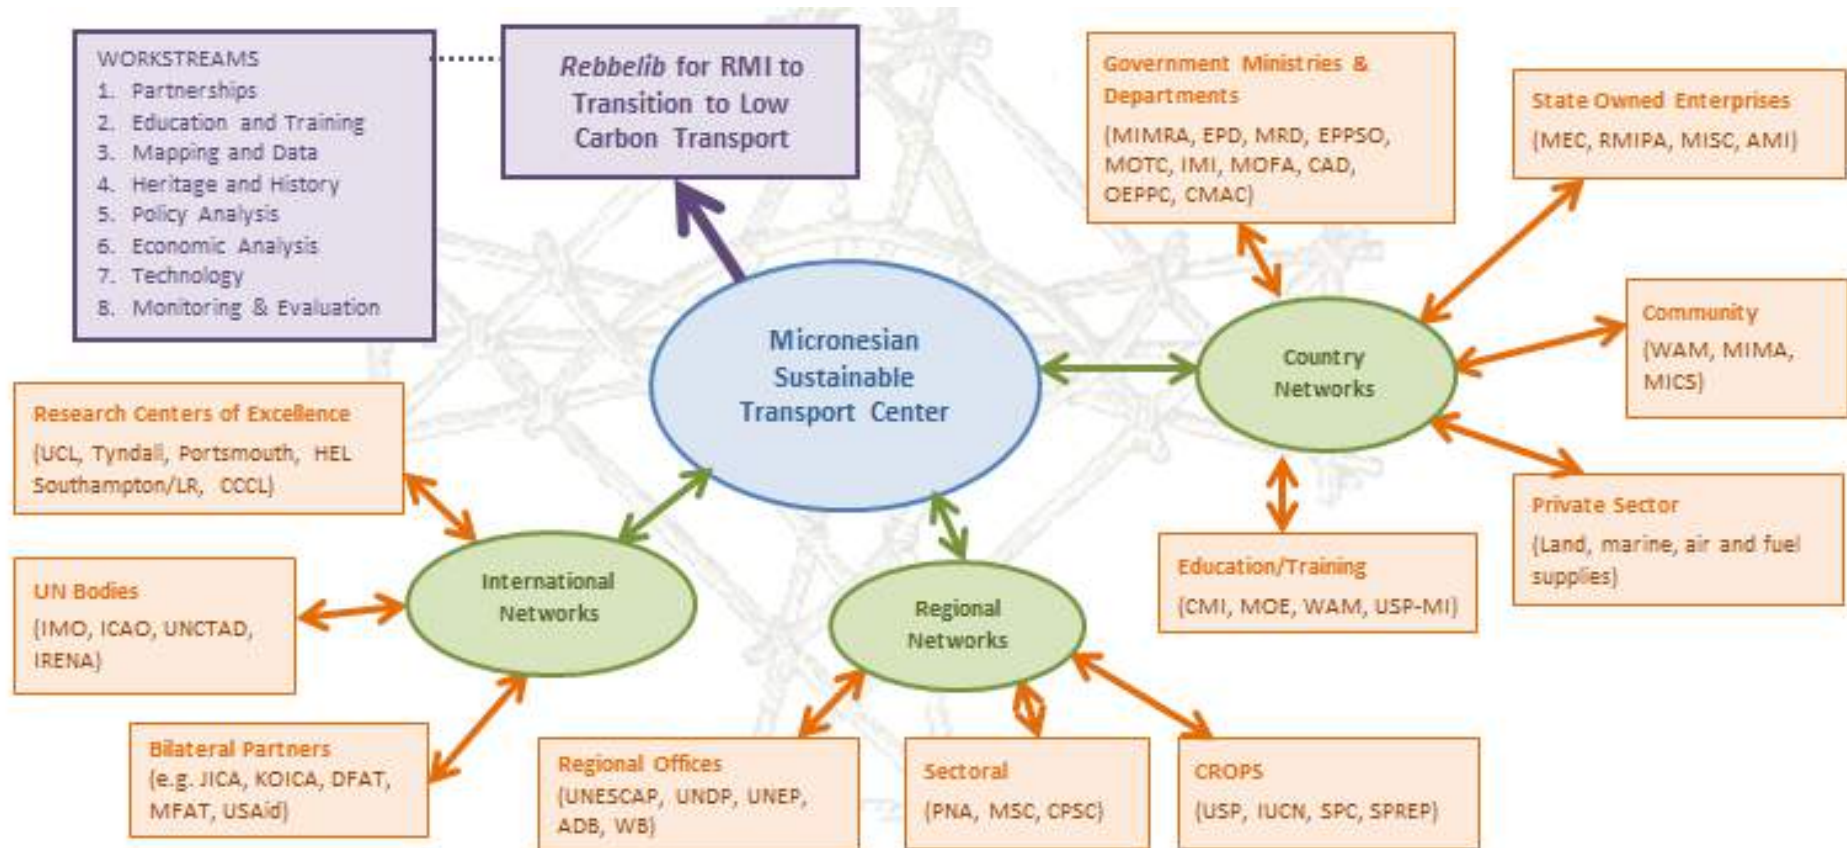 WORKSTREAMS
1. Partnerships
2. Education and Training
3. Mapping and Data
4. Heritage and History
5. Policy Analysis
6. Economic Analysis
7. Technology
8. Monitoring & Evaluation
Rebbelib for RMI to
Transition to Low
Carbon Transport
Government Ministries &
Departments
(MIMRA, EPD, MRD, EPPSO,
MOTC, IMI, MOFA, CAD,
OEPPC, CMAC)
State Owned Enterprises
(MEC, RMIPA, MISC, AMI)
Community
(WAM, MIMA,
MICS)
Micronesian
Sustainable
Transport Center
Country
Networks
Research Centers of Excellence
(UCL, Tyndall, Portsmouth, HEL
Southampton/LR, CCCL)
Private Sector
(Land, marine, air and fuel
supplies)
Education/Training
(CMI, MOE, WAM, USP-MI)
UN Bodies
(IMO, ICAO, UNCTAD,
IRENA)
International
Networks
Regional
Networks
Bilateral Partners
(e.g. JICA, KOICA, DFAT,
MFAT, USAid)
Regional Offices
(UNESCAP, UNDP, UNEP,
ADB, WB)
Sectoral
(PNA, MSC, CPSC)
CROPS
(USP, IUCN, SPC, SPREP)